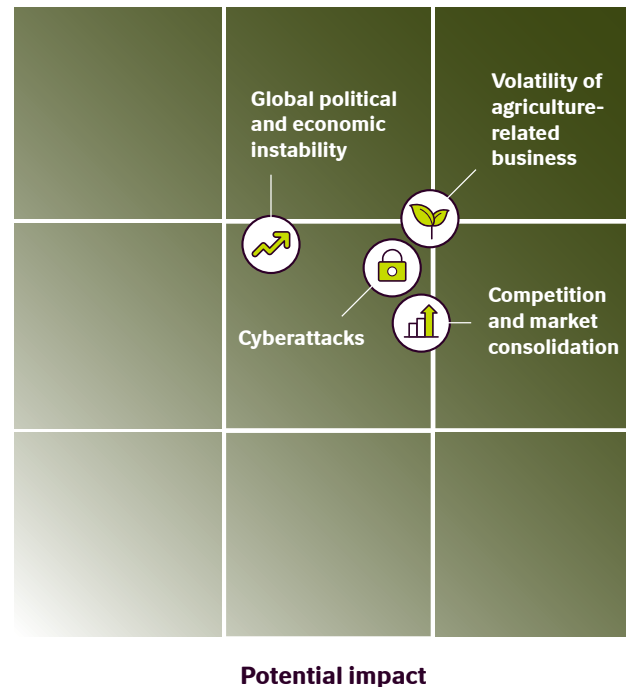 Global political
and economic
instability
Volatility of
agriculture-
related
business
Cyberattacks
Competition
and market
consolidation
Potential impact